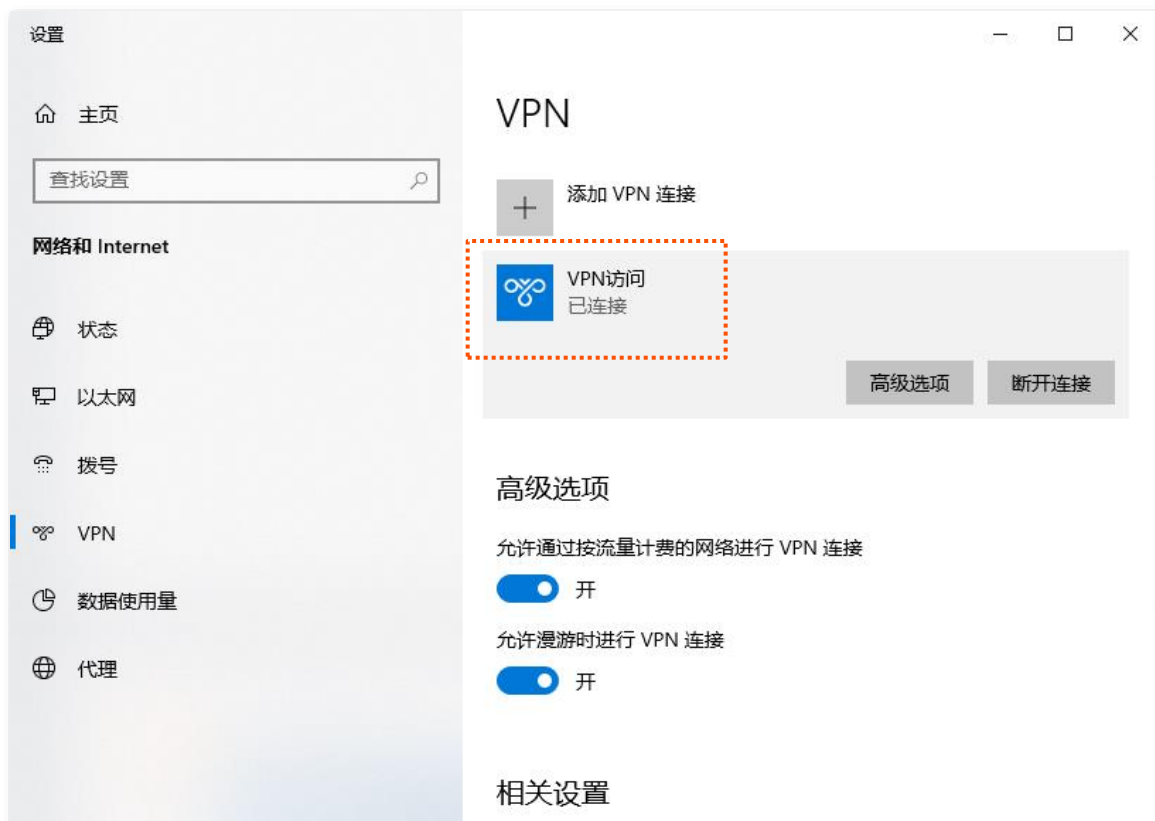 设置
主页
查找设置
网络和 Internet
状态
以太网
拨号
VPN
数据使用量
代理
VPN
添加 VPN 连接
VPN访问
已连接
高级选项 断开连接
高级选项
允许通过按流量计费的网络进行 VPN 连接
开
允许漫游时进行 VPN 连接
开
相关设置